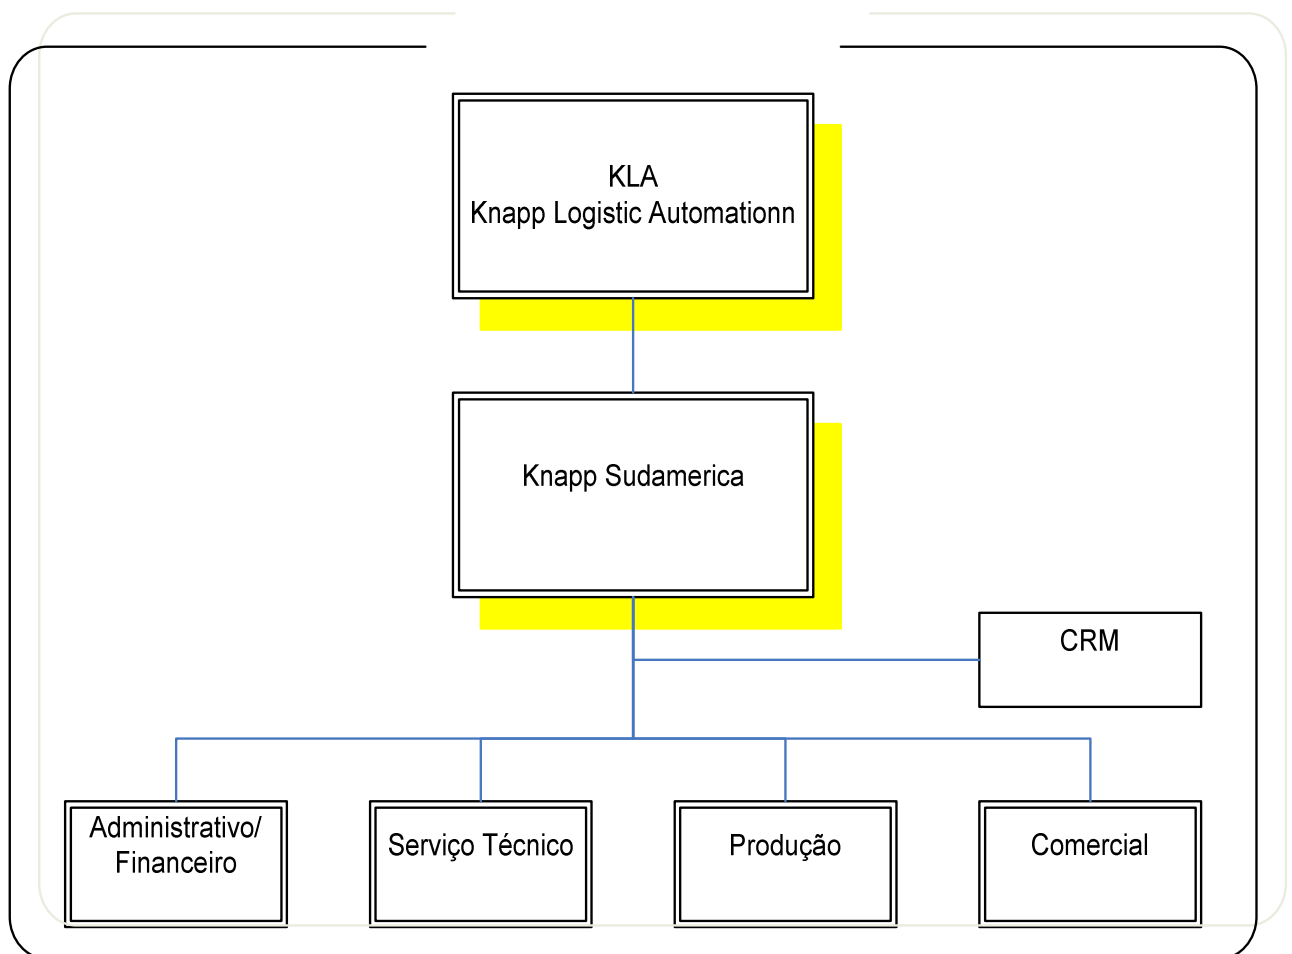 KLA
Knapp Logistic Automationn
Knapp Sudamerica
CRM
Administrativo/
Financeiro
Serviço Técnico
Produção
Comercial